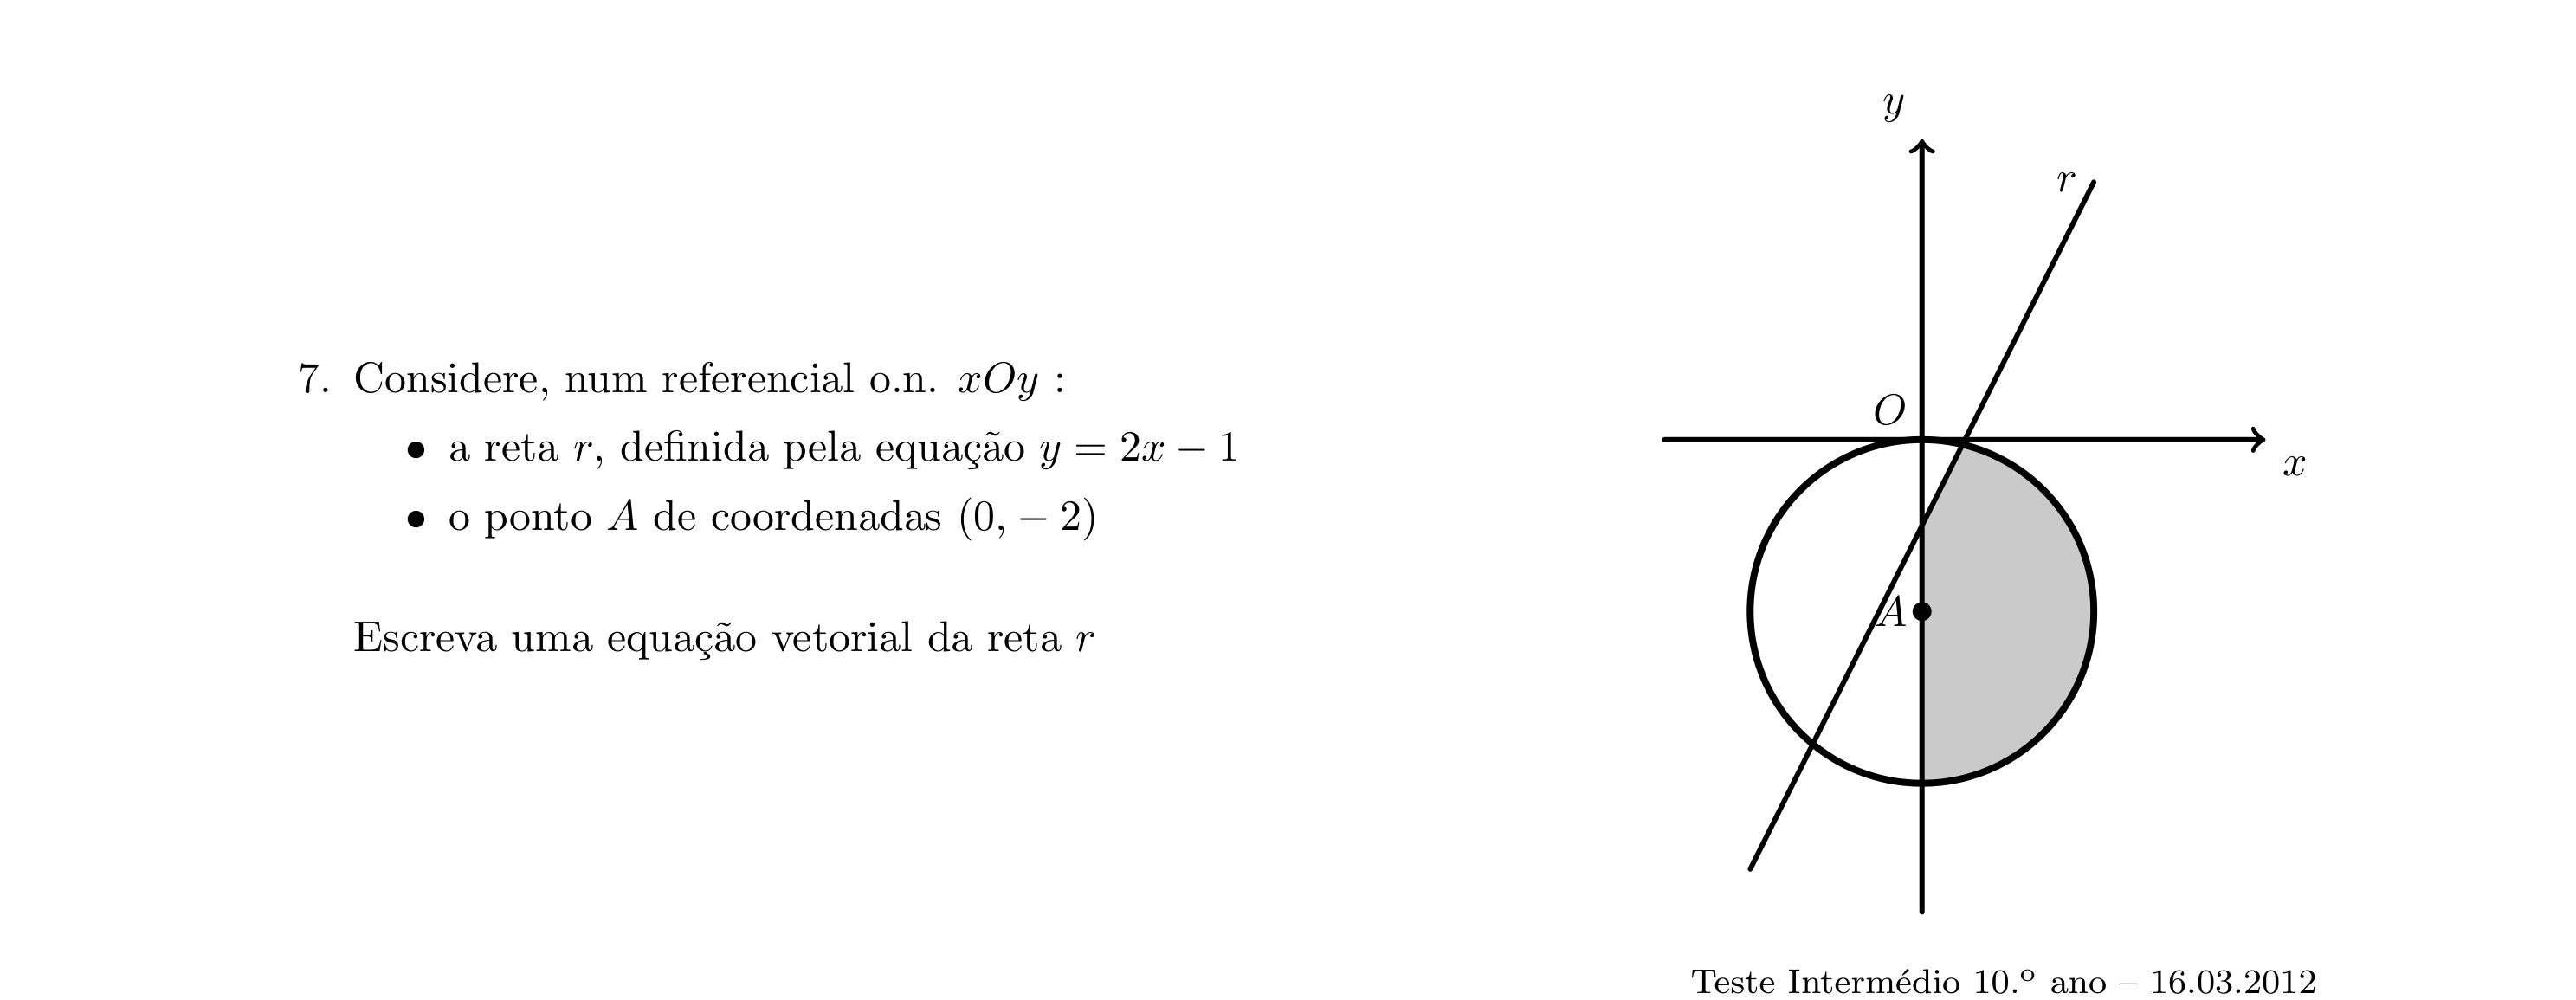 7. Considere, num referencial o.n. xOy :
• a reta r, definida pela equação y = 2x − 1
• o ponto A de coordenadas (0, − 2)
Escreva uma equação vetorial da reta r
y
r
O
x
A
Teste Intermédio 10.º ano – 16.03.2012